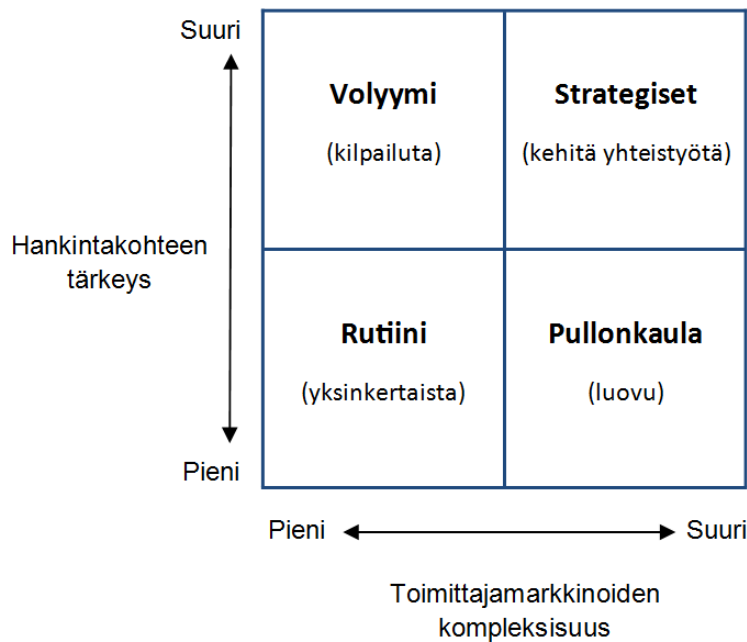 Suuri
Volyymi
(kilpailuta)
Strategiset
(kehitä yhteistyötä)
Hankintakohteen
tärkeys
Rutiini
(yksinkertaista)
Pullonkaula
(luovu)
Pieni
Pieni
Suuri
Toimittajamarkkinoiden
kompleksisuus